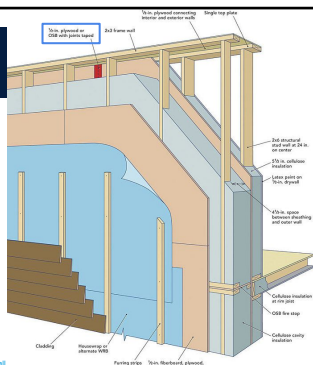 ½-in. plywood or
OSB with joints taped
2x3 frame wall
½-in. plywood connecting
interior and exterior walls
Single top plate
2x6 structural
stud wall at 24 in.
on center
5½ in. cellulose
insulation
Latex paint on
½-in. drywall
4½-in. space
between sheathing
and outer wall
Cellulose insulation
at rim joist
OSB fire stop
Cellulose cavity
insulation
Cladding
Housewrap or
alternate WRB
Furring strips
½-in. fiberboard, plywood,